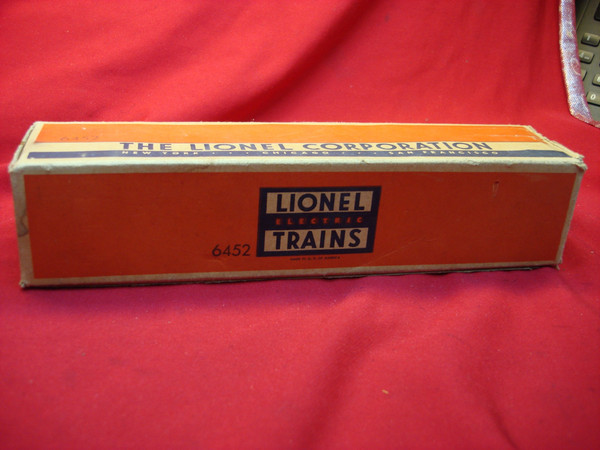 THE LIONEL CORPORATION
NEW YORK · · · CHICAGO · · · SAN FRANCISCO
LIONEL
ELECTRIC
TRAINS
6452